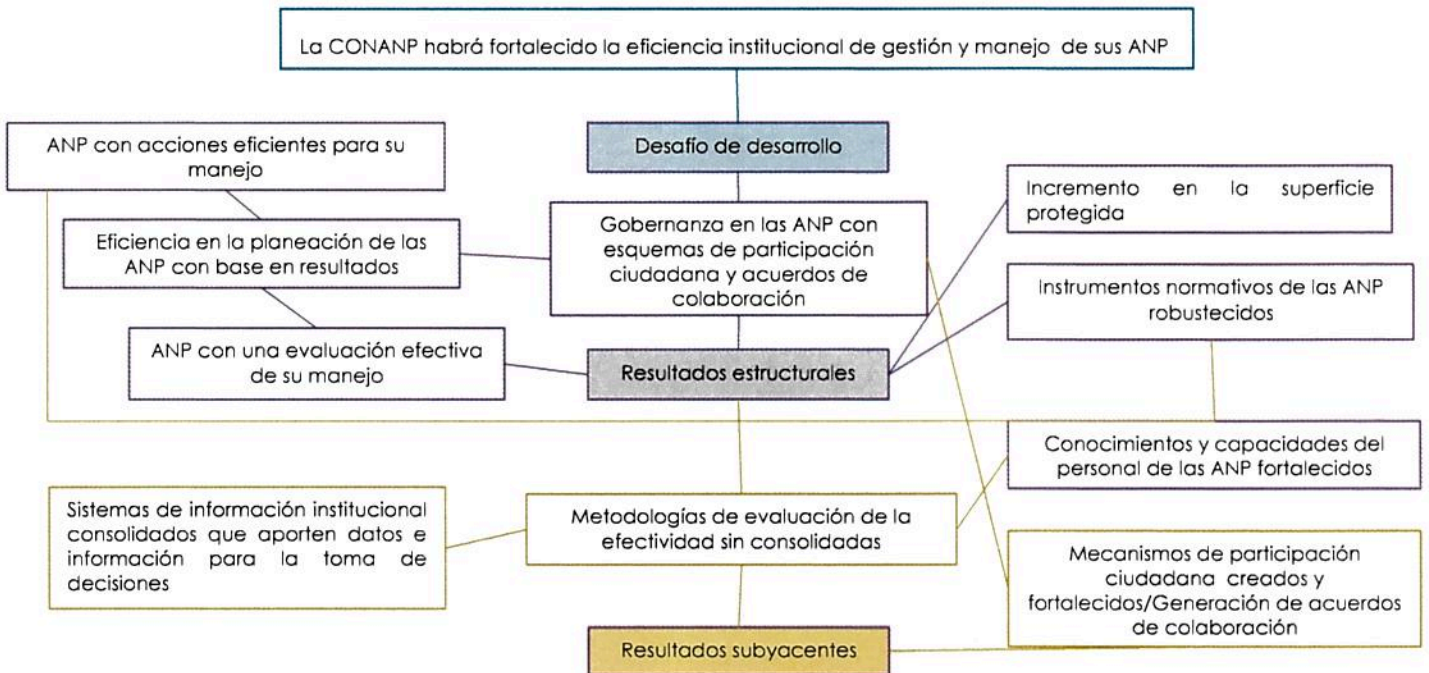 La CONANP habrá fortalecido la eficiencia institucional de gestión y manejo de sus ANP
ANP con acciones eficientes para su
manejo
Desafío de desarrollo
Incremento en la superficie
protegida
Eficiencia en la planeación de las
ANP con base en resultados
Gobernanza en las ANP con
esquemas de participación
ciudadana y acuerdos de
colaboración
Instrumentos normativos de las ANP
robustecidos
ANP con una evaluación efectiva
de su manejo
Resultados estructurales
Conocimientos y capacidades del
personal de las ANP fortalecidos
Sistemas de información institucional
consolidados que aporten datos e
información para la toma de
decisiones
Metodologías de evaluación de la
efectividad sin consolidadas
Mecanismos de participación
ciudadana creados y
fortalecidos/Generación de acuerdos
de colaboración
Resultados subyacentes